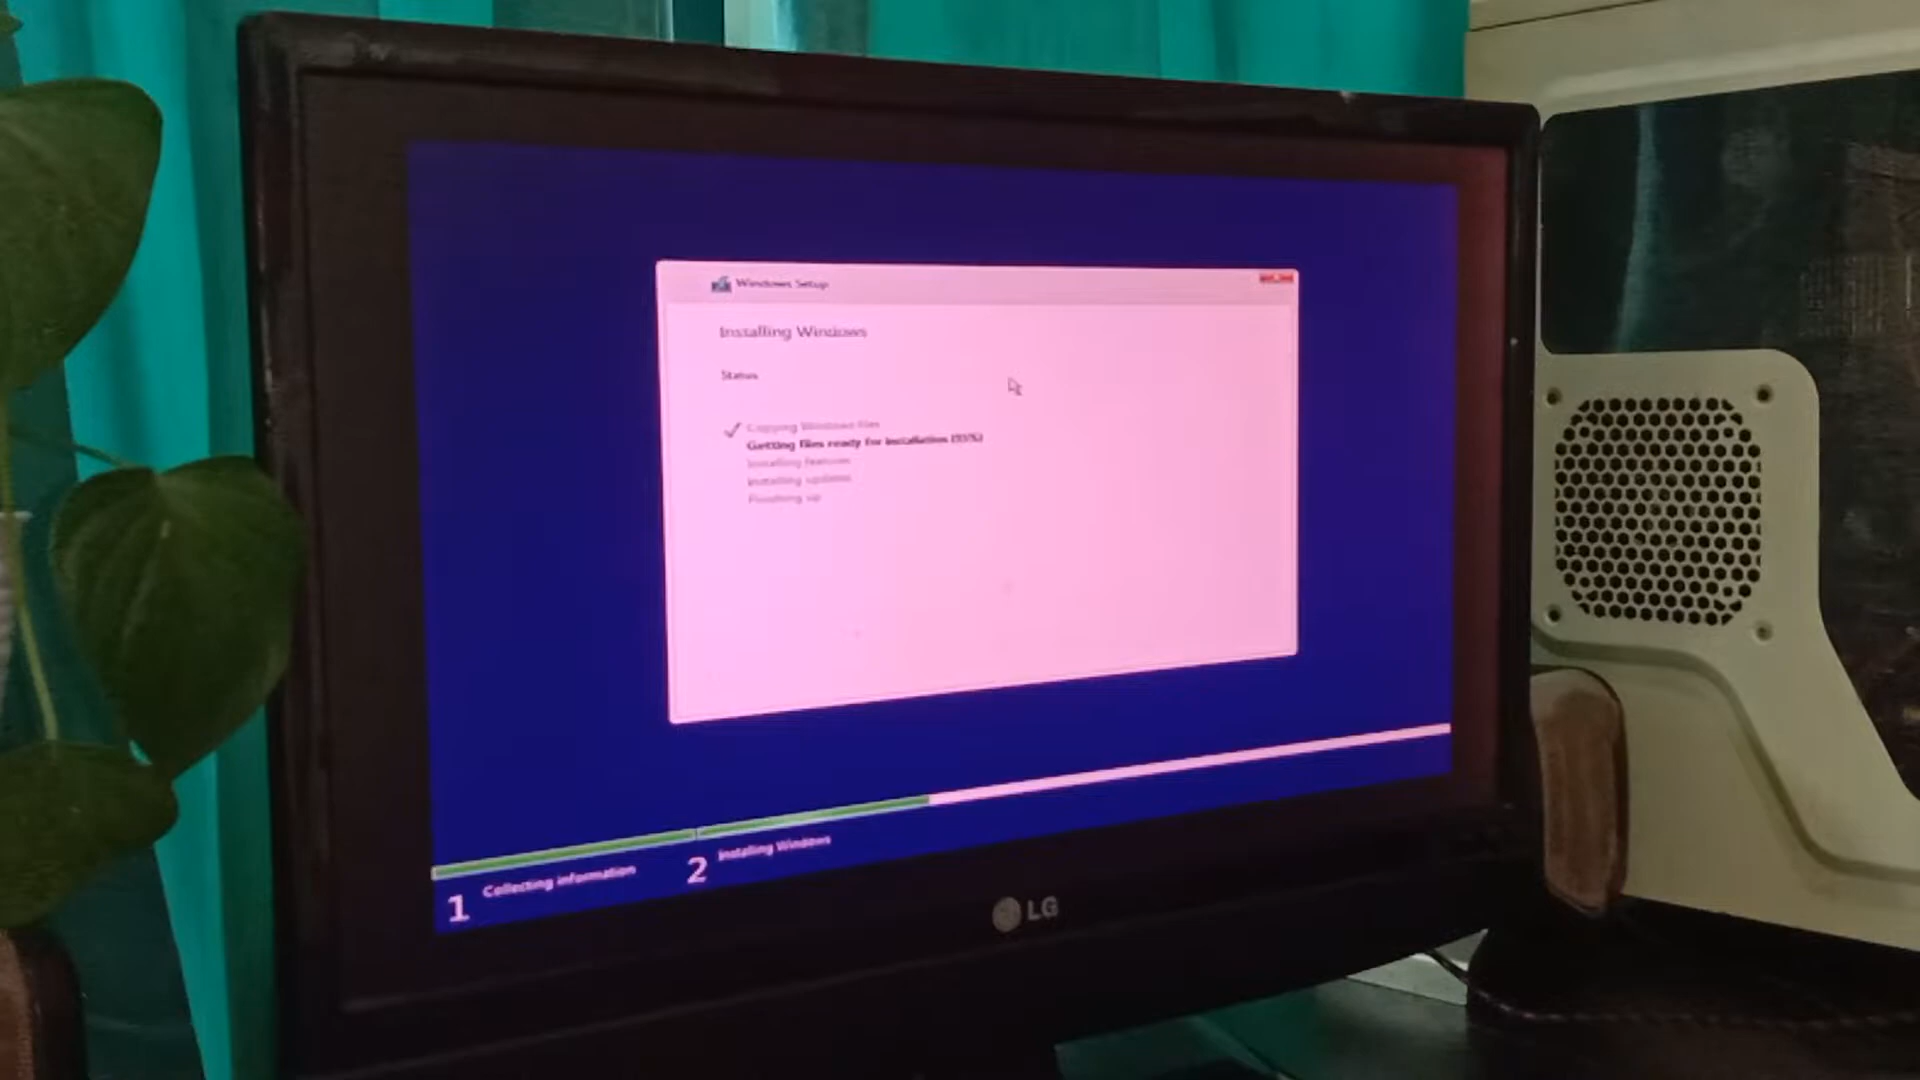 Windows Setup
Installing Windows
Status
Copying Windows files
Getting files ready for installation
Installing features
Installing updates
Finishing up
1 Collecting information
2 Installing Windows
LG